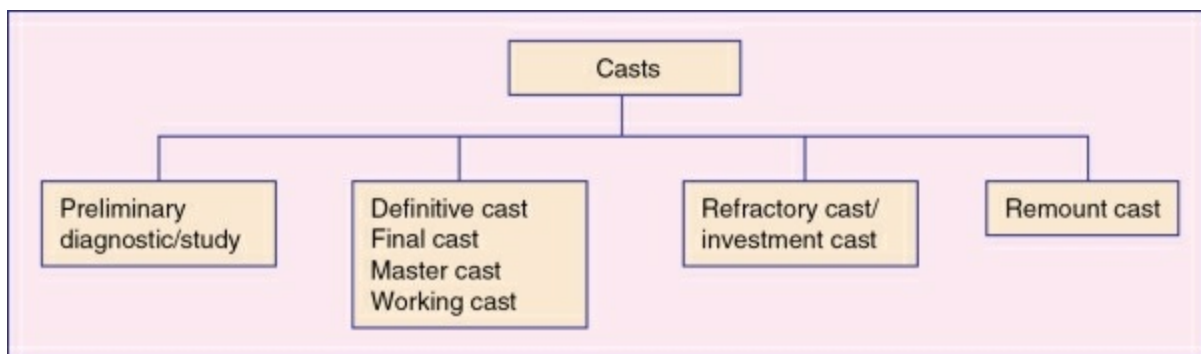 Casts
Preliminary
diagnostic/study
Definitive cast
Final cast
Master cast
Working cast
Refractory cast/
investment cast
Remount cast